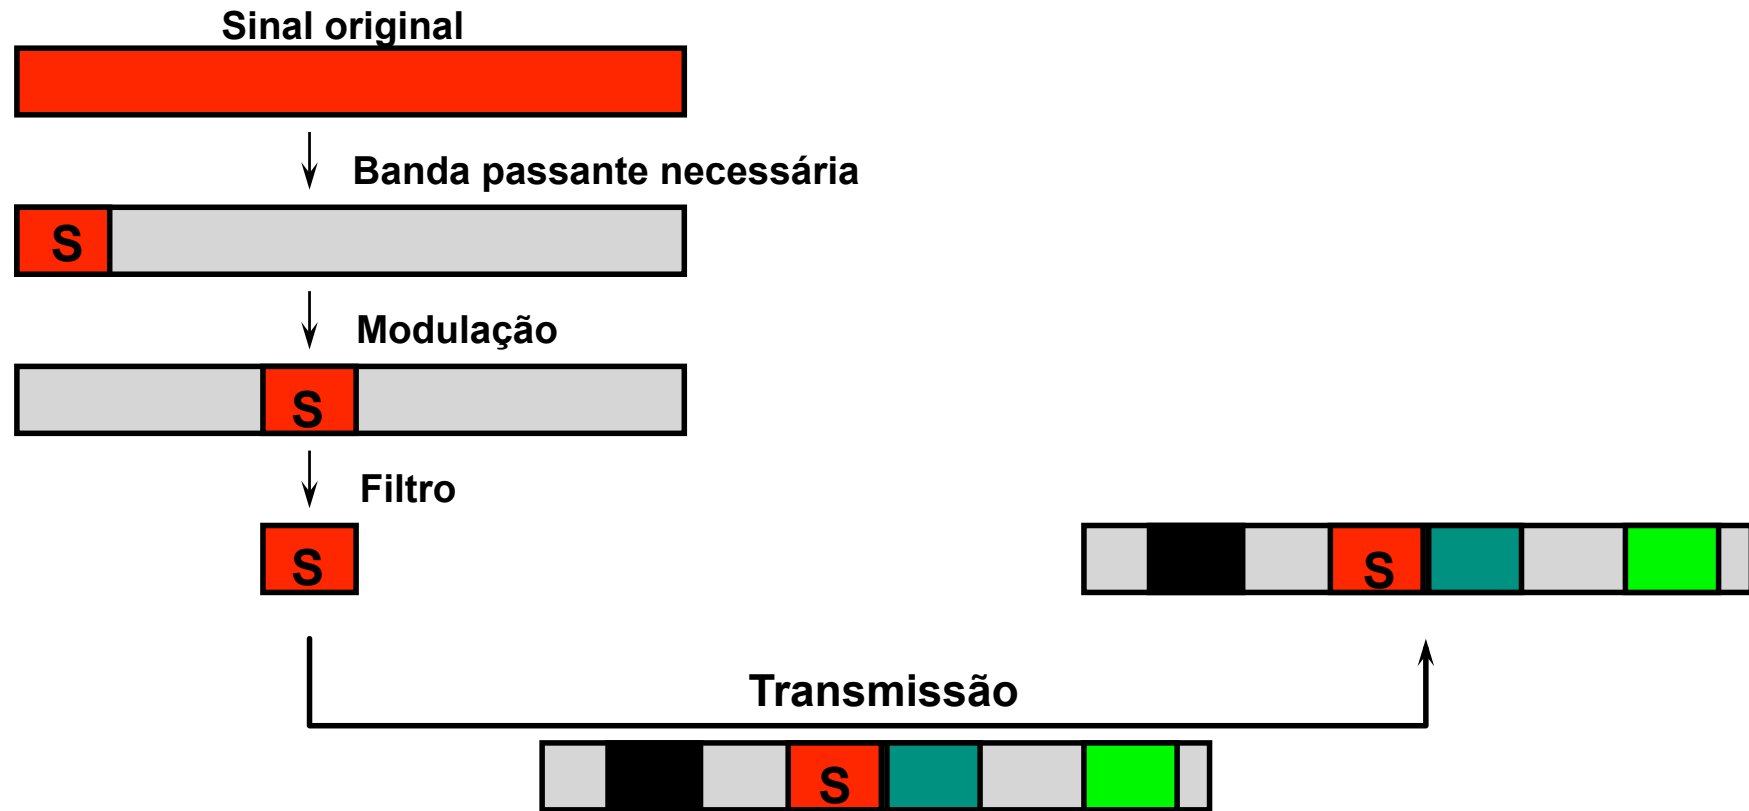 Sinal original
Banda passante necessária
S
Modulação
S
Filtro
S
S
Transmissão
S